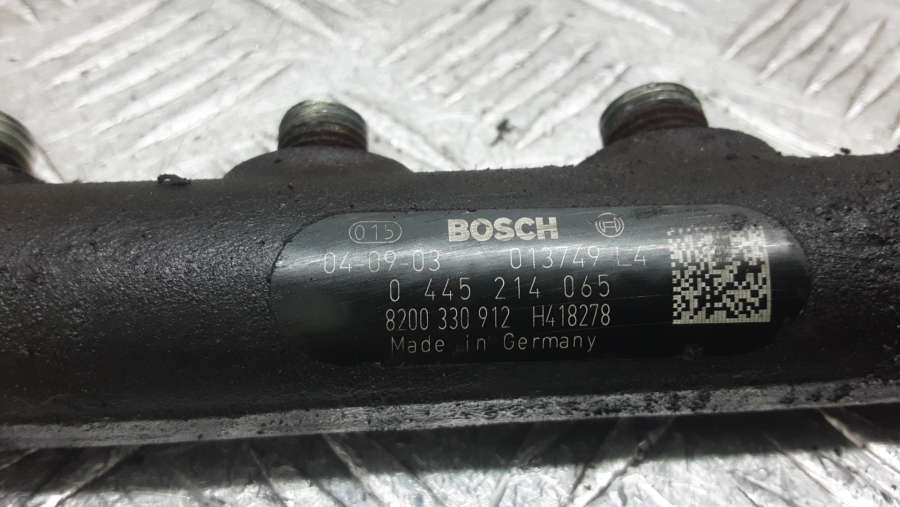 015 BOSCH
04-09-03 013749 L4
0 445 214 065
8200 330 912 H418278
Made in Germany